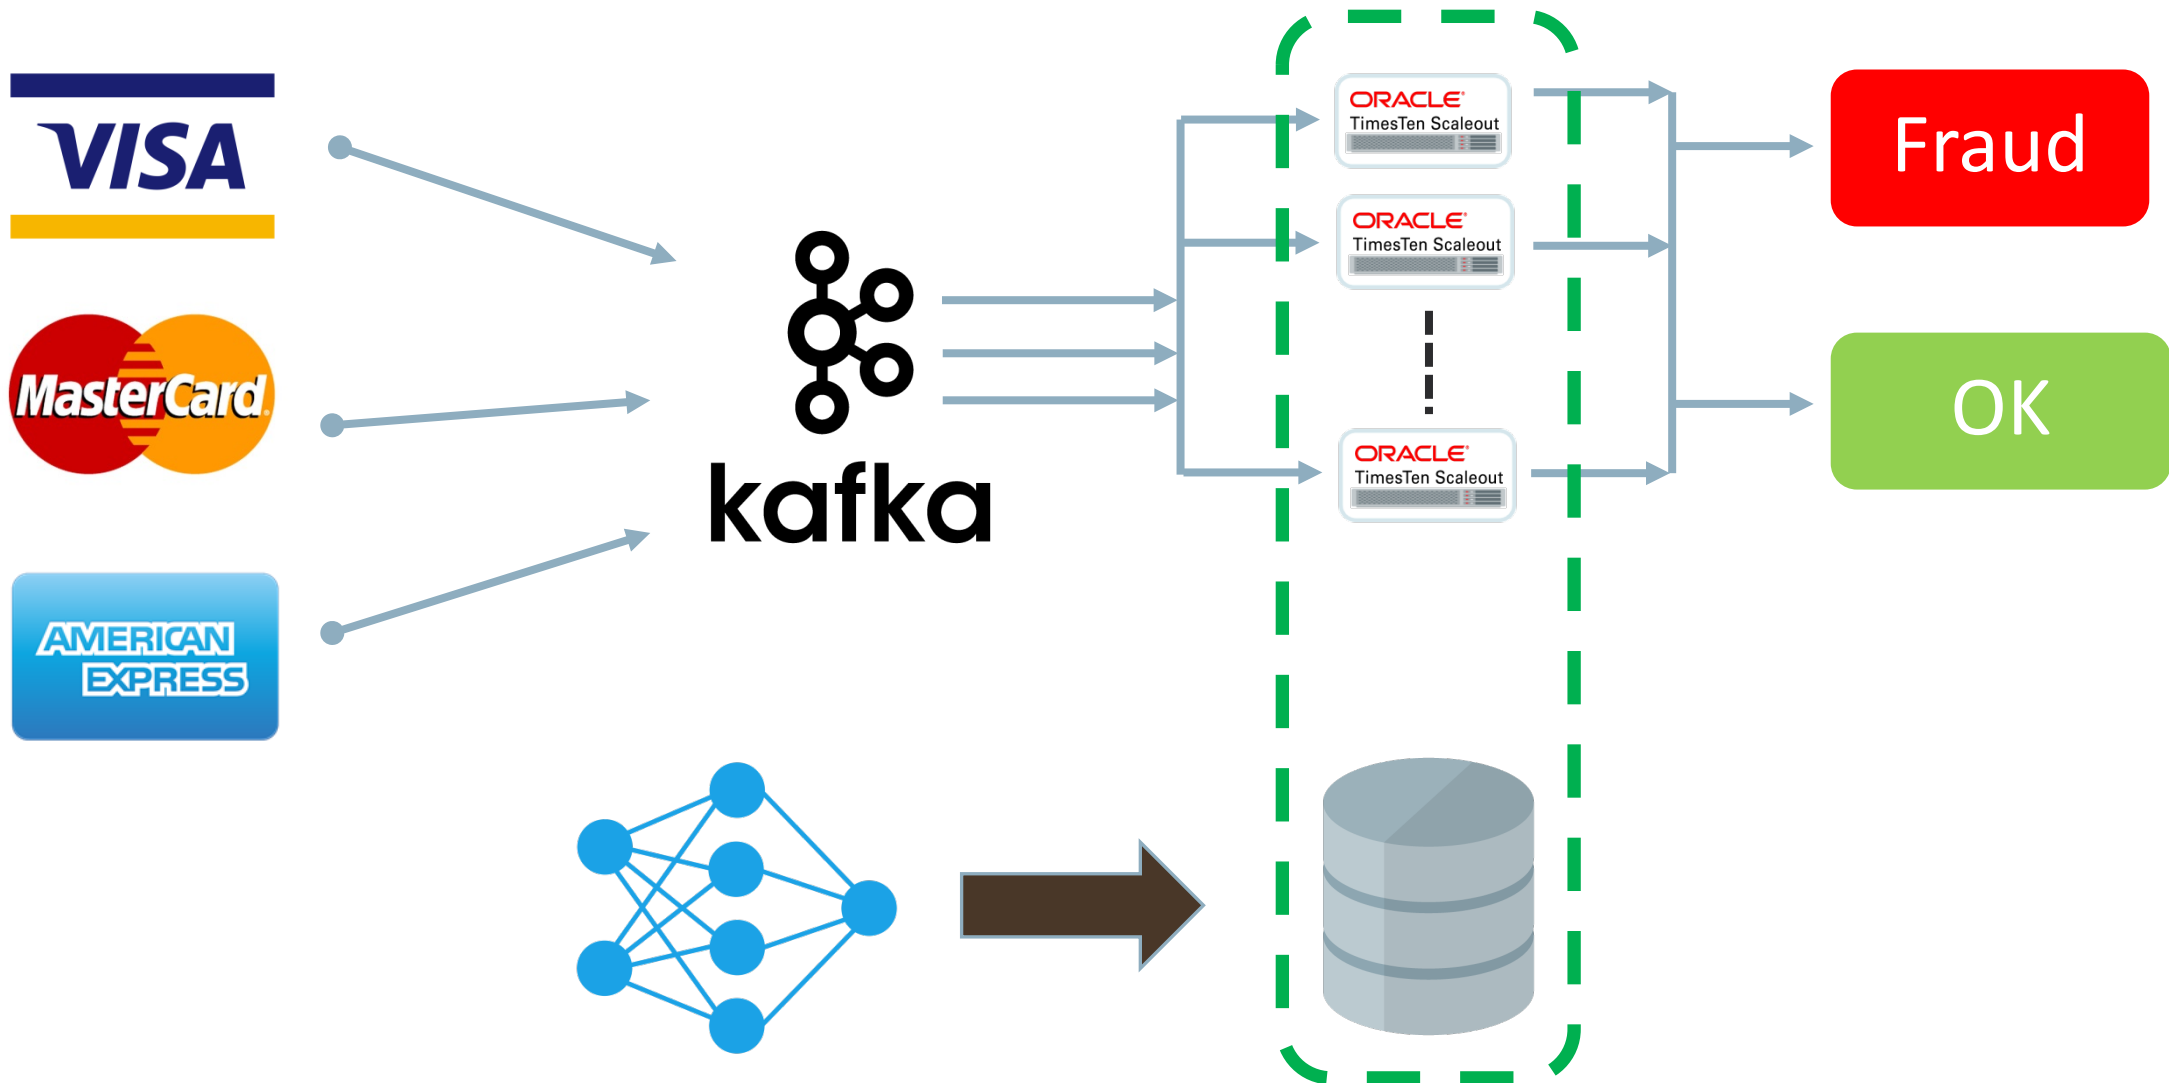 VISA
MasterCard
AMERICAN
EXPRESS
kafka
ORACLE®
TimesTen Scaleout
ORACLE®
TimesTen Scaleout
ORACLE®
TimesTen Scaleout
Fraud
OK